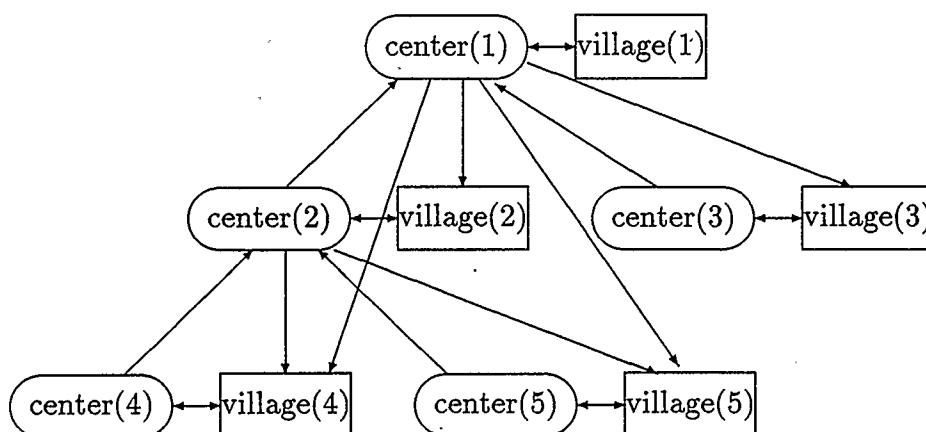 center(1) village(1)
center(2) village(2) center(3) village(3)
center(4) village(4) center(5) village(5)